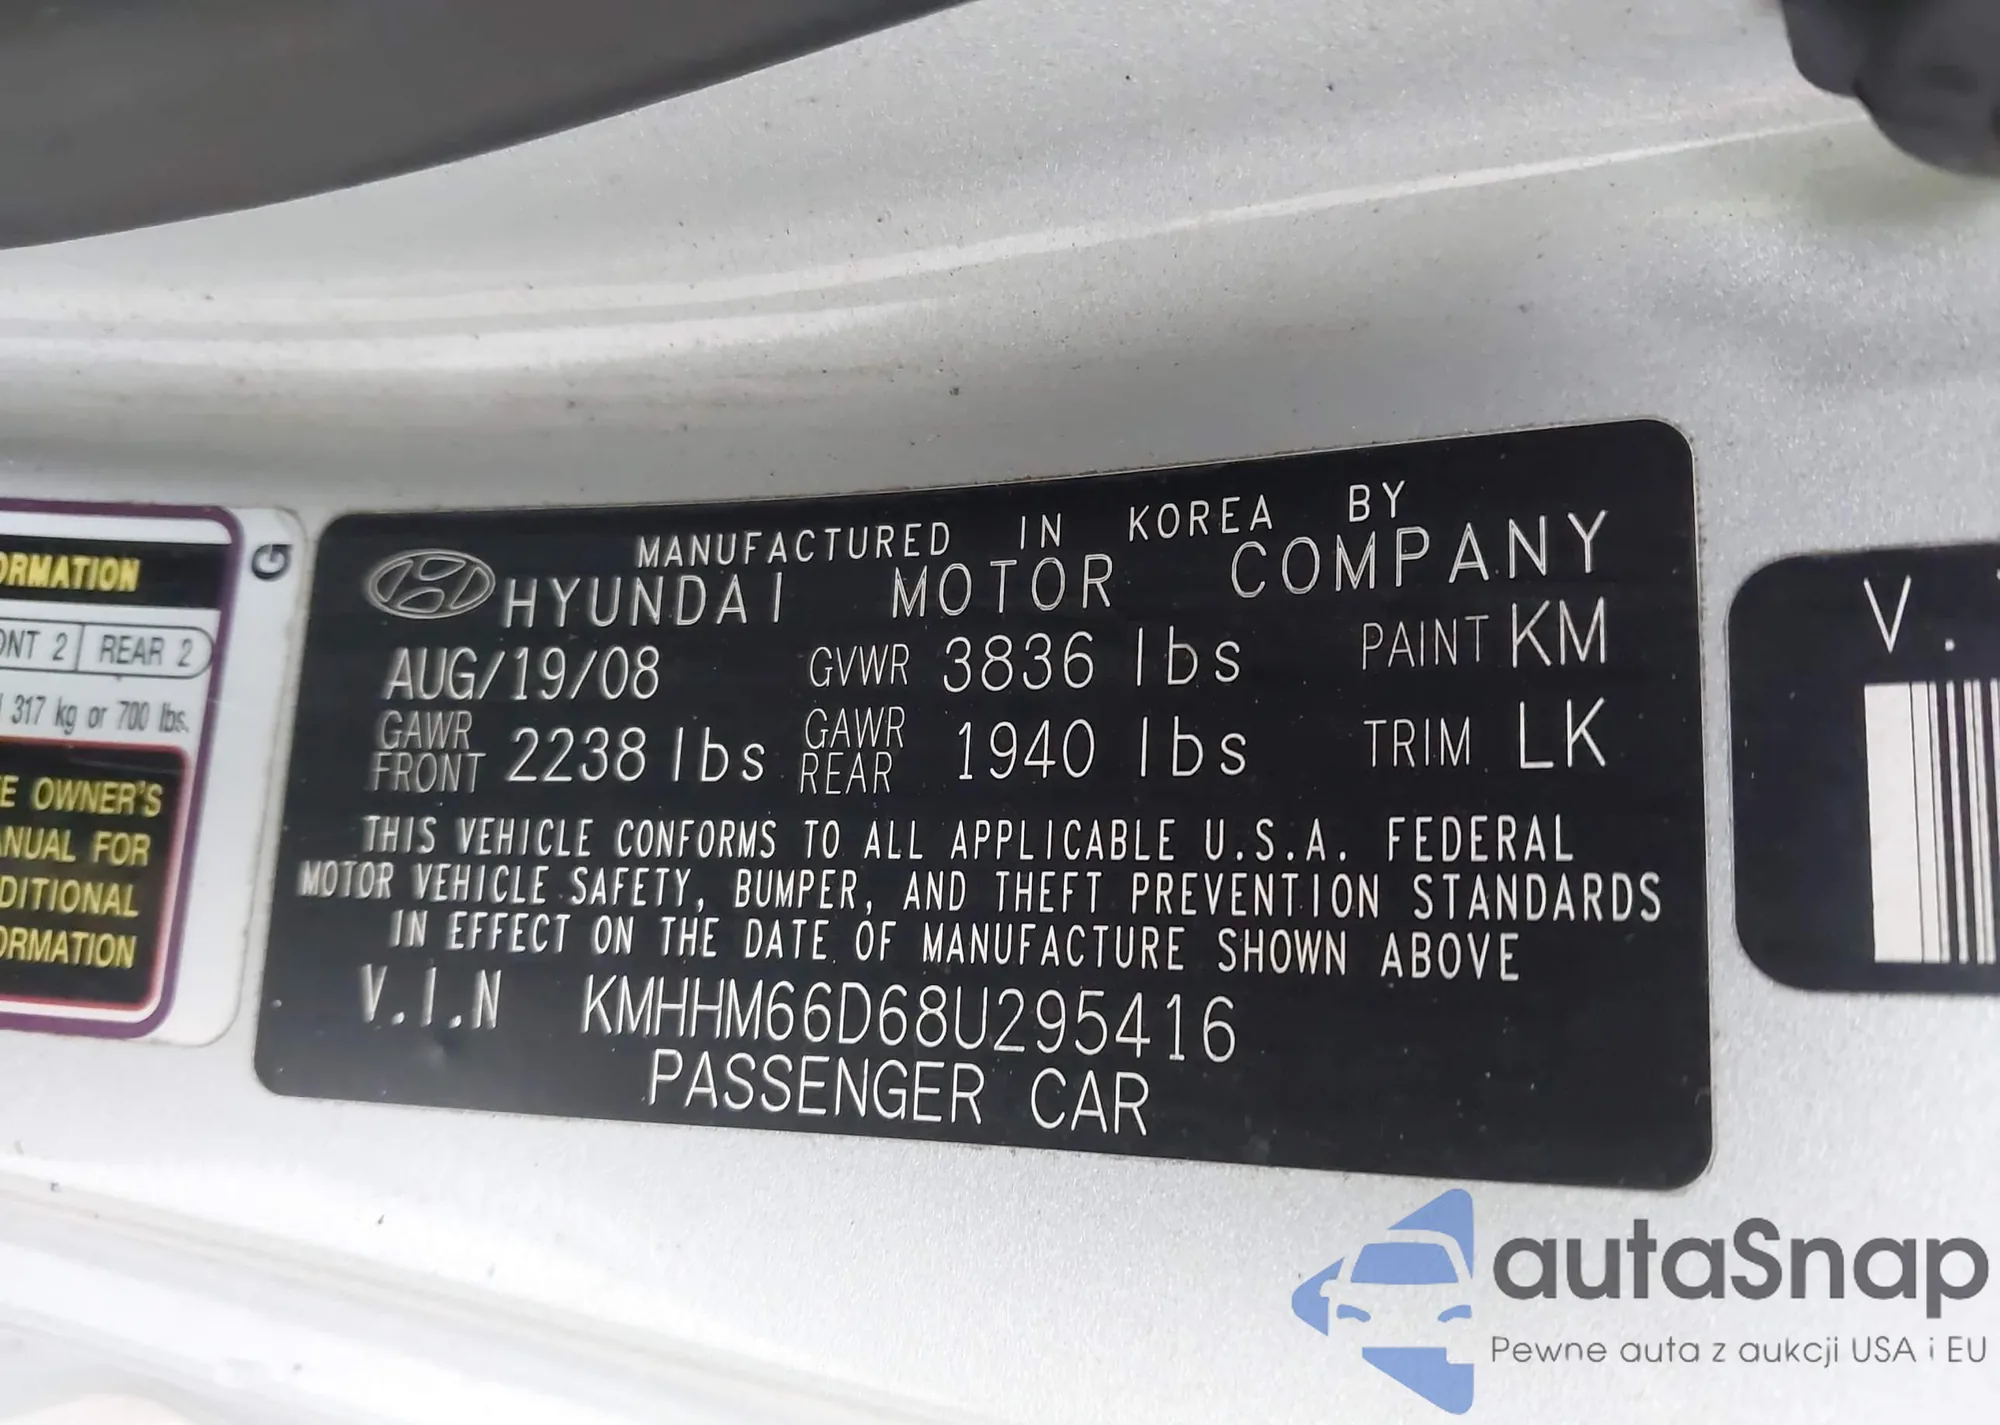 ORMATION
ONT 2 REAR 2
317 kg or 700 lbs.
E OWNER'S
ANUAL FOR
DITIONAL
ORMATION
G
MANUFACTURED IN KOREA BY
HYUNDAI MOTOR COMPANY
AUG/19/08 GVWR 3836 lbs PAINT KM
GAWR FRONT 2238 lbs GAWR REAR 1940 lbs TRIM LK
THIS VEHICLE CONFORMS TO ALL APPLICABLE U.S.A. FEDERAL
MOTOR VEHICLE SAFETY, BUMPER, AND THEFT PREVENTION STANDARDS
IN EFFECT ON THE DATE OF MANUFACTURE SHOWN ABOVE
V.I.N KMHHM66D68U295416
PASSENGER CAR
V.
autaSnap
Pewne auta z aukcji USA i EU